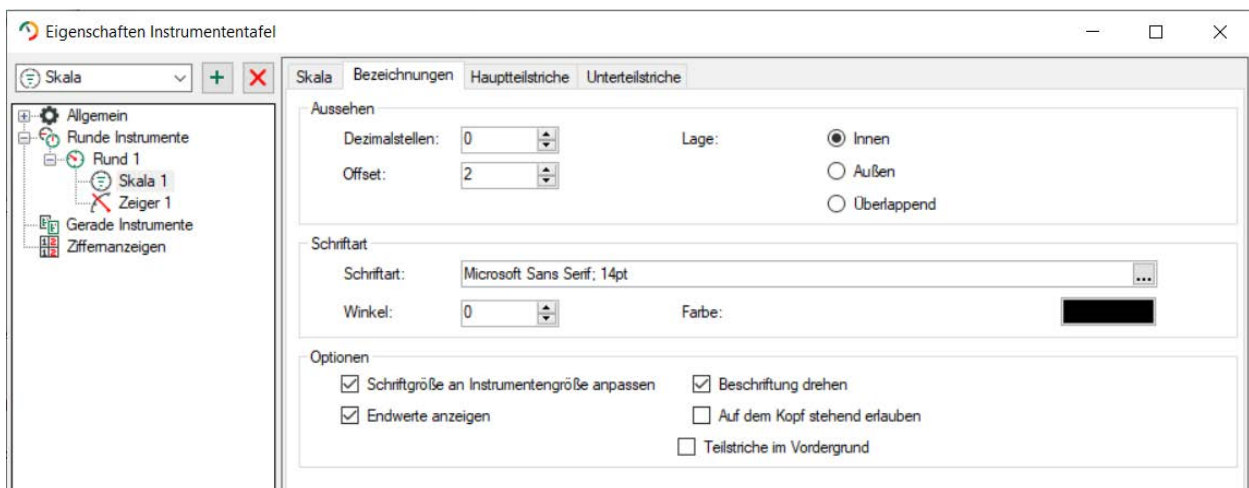 Eigenschaften Instrumententafel
Skala
Allgemein
Runde Instrumente
Rund 1
Skala 1
Zeiger 1
Gerade Instrumente
Ziffernanzeigen
Skala Bezeichnungen Hauptteilstriche Unterteilstriche
Aussehen
Dezimalstellen: 0 Lage: Innen
Offset: 2 Außen
Überlappend
Schriftart
Schriftart: Microsoft Sans Serif; 14pt ...
Winkel: 0 Farbe:
Optionen
Schriftgröße an Instrumentengröße anpassen Beschriftung drehen
Endwerte anzeigen Auf dem Kopf stehend erlauben
Teilstriche im Vordergrund